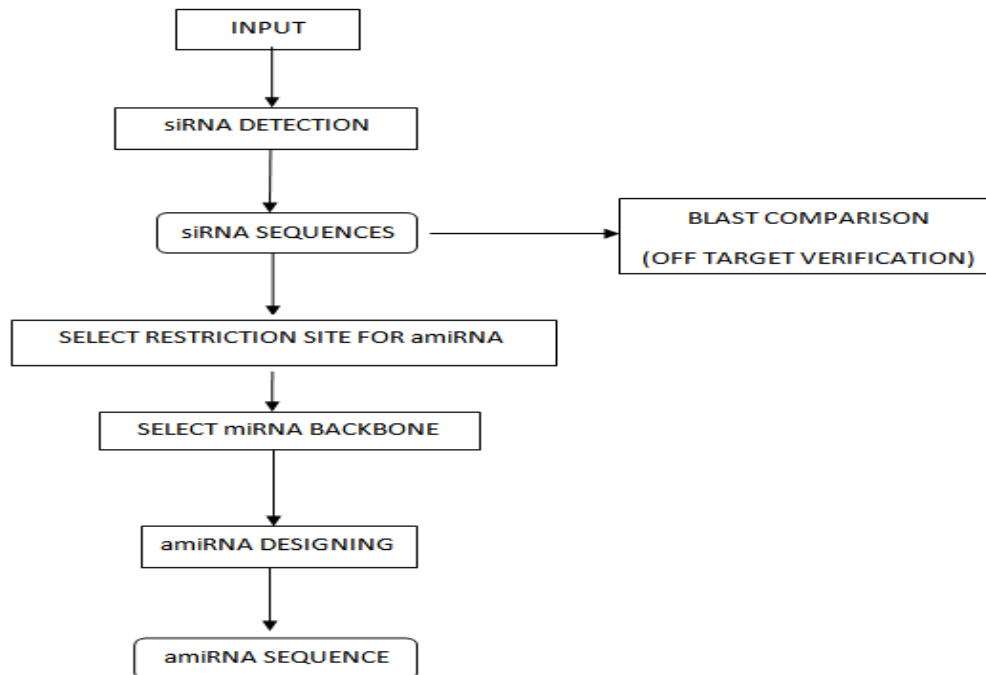 INPUT
siRNA DETECTION
siRNA SEQUENCES
BLAST COMPARISON
(OFF TARGET VERIFICATION)
SELECT RESTRICTION SITE FOR amiRNA
SELECT miRNA BACKBONE
amiRNA DESIGNING
amiRNA SEQUENCE